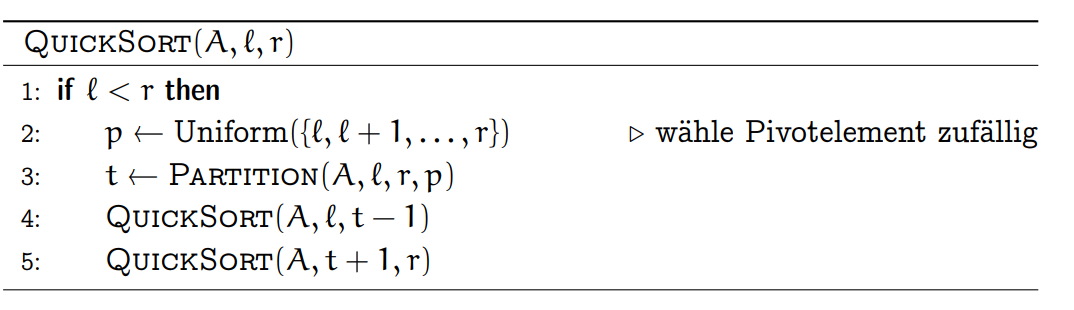 QUICKSORT(A, ℓ, r)
1: if ℓ < r then
2: p ← Uniform({ℓ, ℓ + 1, . . . , r}) ▷ wähle Pivotelement zufällig
3: t ← PARTITION(A, ℓ, r, p)
4: QUICKSORT(A, ℓ, t − 1)
5: QUICKSORT(A, t + 1, r)